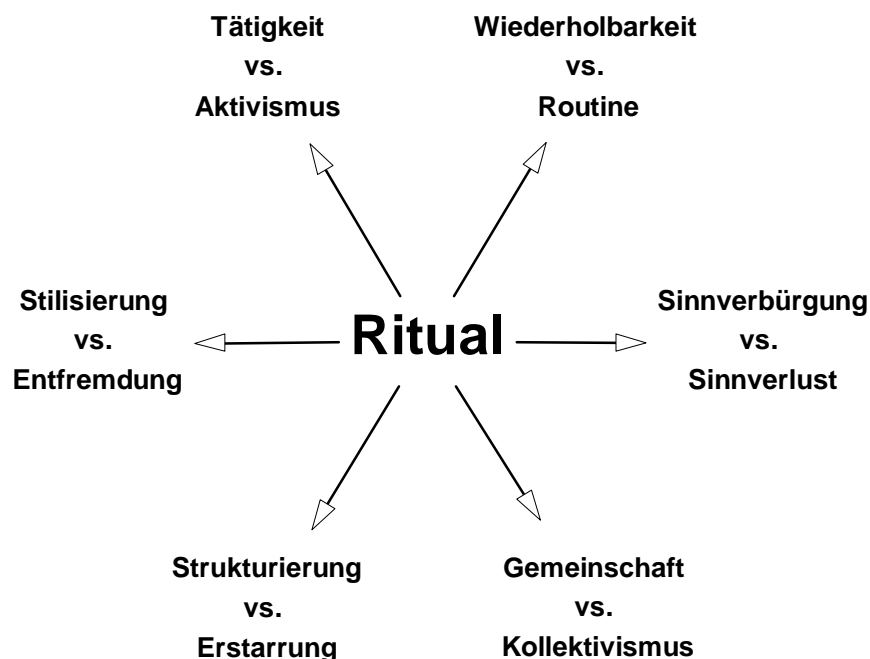 Tätigkeit
vs.
Aktivismus
Wiederholbarkeit
vs.
Routine
Stilisierung
vs.
Entfremdung
Ritual
Sinnverbürgung
vs.
Sinnverlust
Strukturierung
vs.
Erstarrung
Gemeinschaft
vs.
Kollektivismus